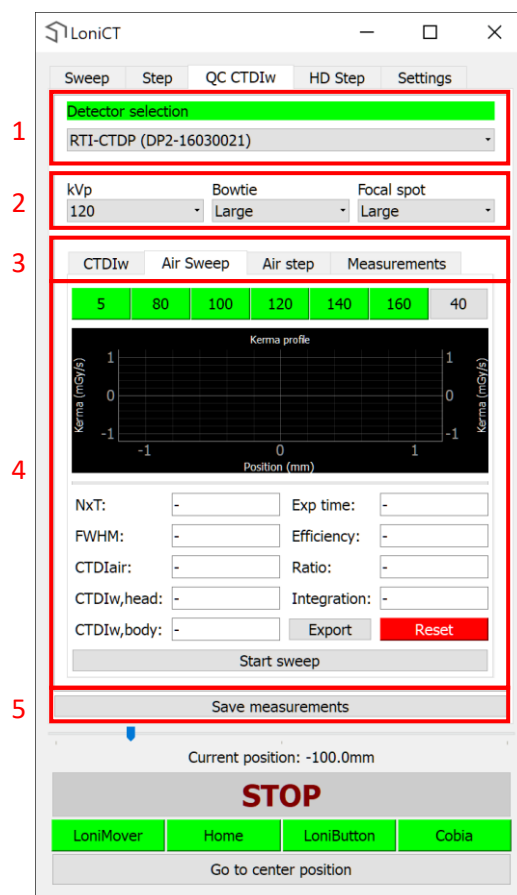 LoniCT
Sweep Step QC CTDIw HD Step Settings
1
Detector selection
RTI-CTDP (DP2-16030021)
2
kVp Bowtie Focal spot
120 Large Large
3
CTDIw Air Sweep Air step Measurements
5 80 100 120 140 160 40
Kerma profile
Kerma (mGy/s)
1 1
0 0
-1 -1
Kerma (mGy/s)
-1 0 1
Position (mm)
4
NxT: - Exp time: -
FWHM: - Efficiency: -
CTDIair: - Ratio: -
CTDIw,head: - Integration: -
CTDIw,body: - Export Reset
Start sweep
5
Save measurements
Current position: -100.0mm
STOP
LoniMover Home LoniButton Cobia
Go to center position